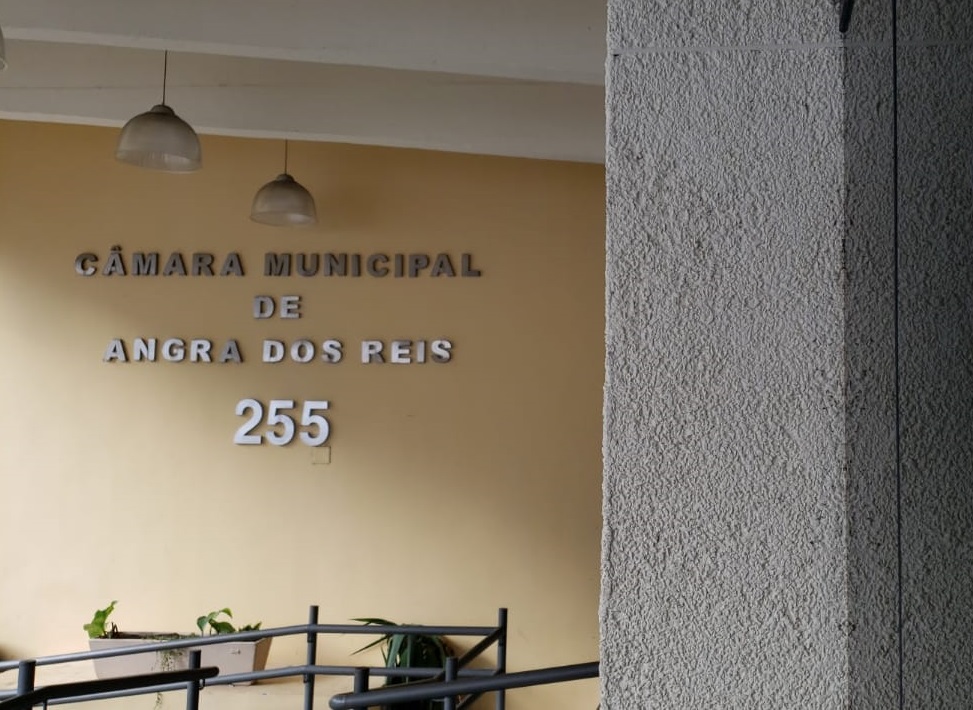 CÂMARA MUNICIPAL
DE
ANGRA DOS REIS
255